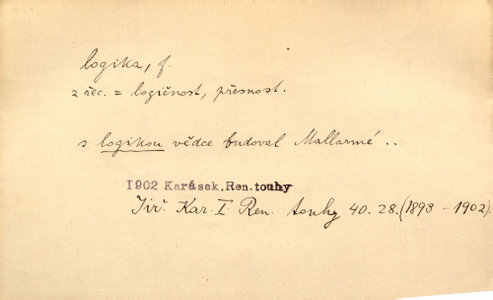 logika, f.
z řec. = logičnost, přesnost.
s logikou vědce budoval Mallarmé ..
1902 Karásek, Ren. touhy
Jiř. Kar. I Ren. touhy 40. 28. (1893 - 1902).